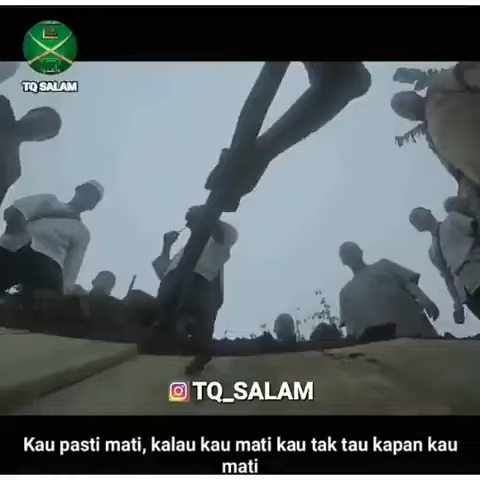 TQ SALAM
TQ_SALAM
Kau pasti mati, kalau kau mati kau tak tau kapan kau
mati